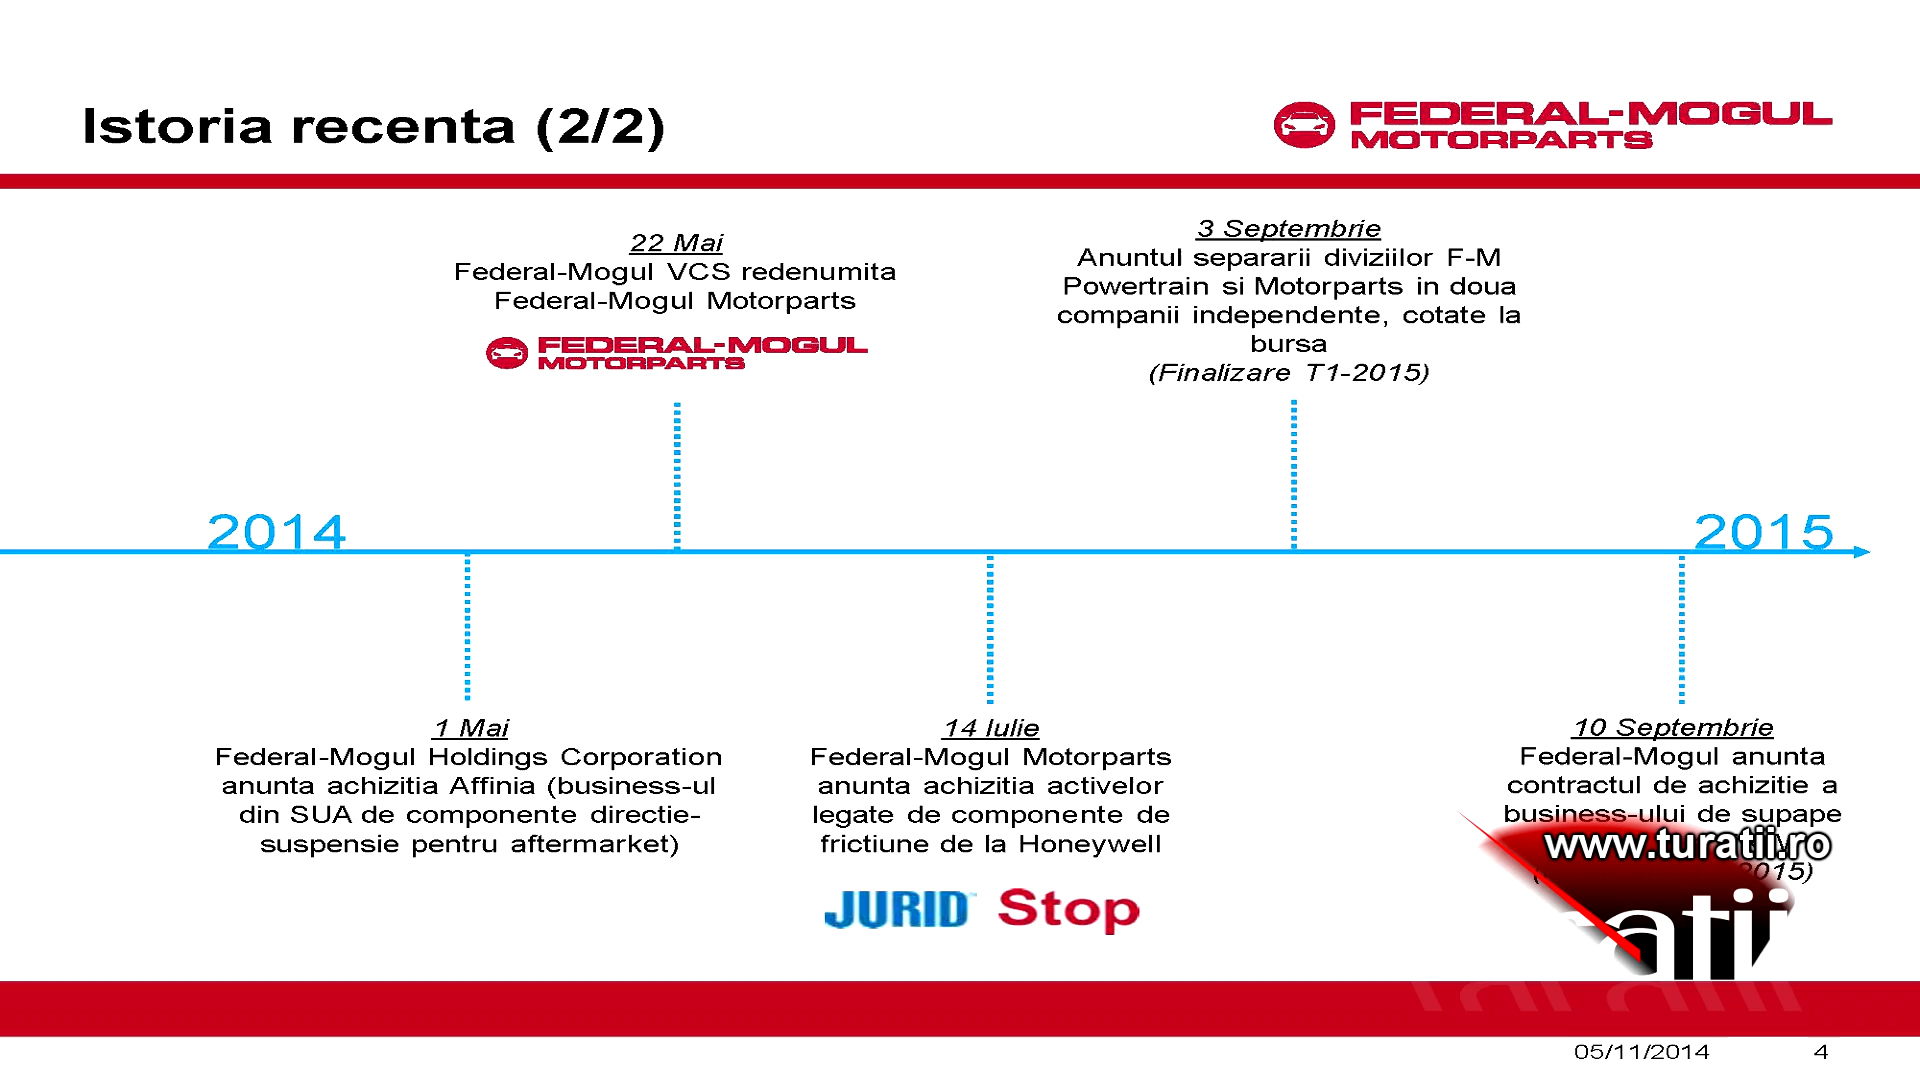 Istoria recenta (2/2)
FEDERAL-MOGUL
MOTORPARTS
22 Mai
Federal-Mogul VCS redenumita
Federal-Mogul Motorparts
FEDERAL-MOGUL
MOTORPARTS
3 Septembrie
Anuntul separarii diviziilor F-M
Powertrain si Motorparts in doua
companii independente, cotate la
bursa
(Finalizare T1-2015)
2014
2015
1 Mai
Federal-Mogul Holdings Corporation
anunta achizitia Affinia (business-ul
din SUA de componente directie-
suspensie pentru aftermarket)
14 Iulie
Federal-Mogul Motorparts
anunta achizitia activelor
legate de componente de
frictiune de la Honeywell
JURID Stop
10 Septembrie
Federal-Mogul anunta
contractul de achizitie a
business-ului de supape
www.turatii.ro
2015)
05/11/2014
4